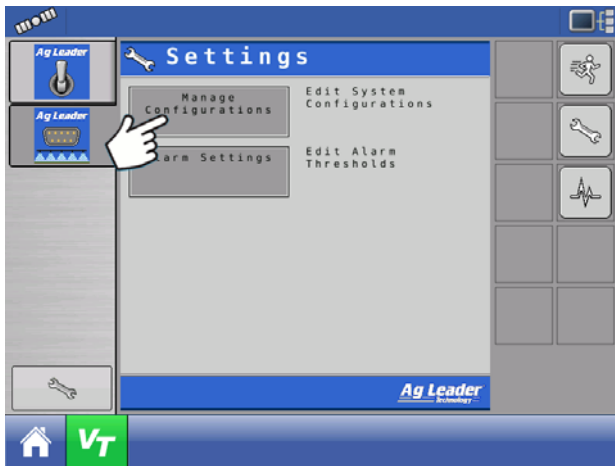 Ag Leader
Settings
Manage
Configurations
Edit System
Configurations
Ag Leader
Alarm Settings
Edit Alarm
Thresholds
Ag Leader
Technology
VT